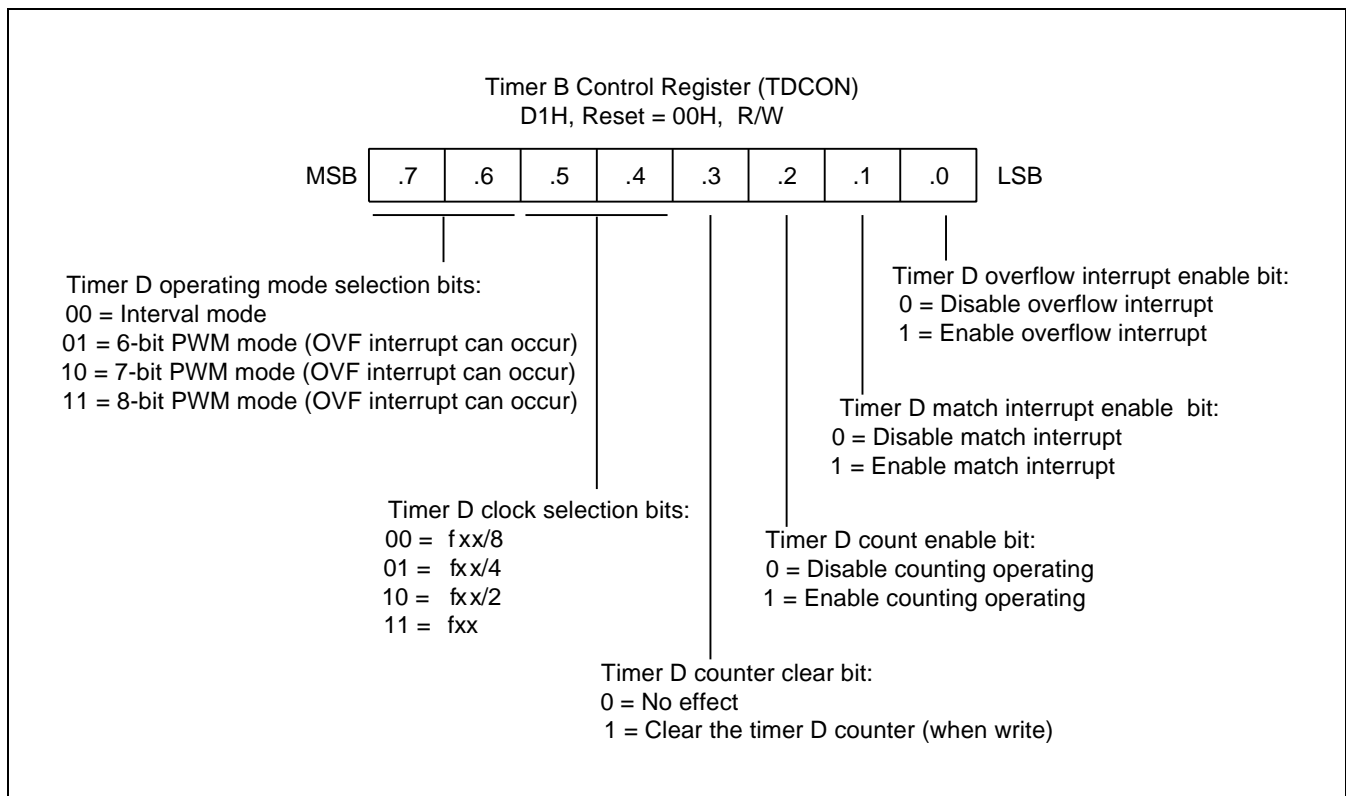 Timer B Control Register (TDCON)
D1H, Reset = 00H, R/W
MSB .7 .6 .5 .4 .3 .2 .1 .0 LSB
Timer D operating mode selection bits:
00 = Interval mode
01 = 6-bit PWM mode (OVF interrupt can occur)
10 = 7-bit PWM mode (OVF interrupt can occur)
11 = 8-bit PWM mode (OVF interrupt can occur)
Timer D overflow interrupt enable bit:
0 = Disable overflow interrupt
1 = Enable overflow interrupt
Timer D match interrupt enable bit:
0 = Disable match interrupt
1 = Enable match interrupt
Timer D clock selection bits:
00 = fxx/8
01 = fxx/4
10 = fxx/2
11 = fxx
Timer D count enable bit:
0 = Disable counting operating
1 = Enable counting operating
Timer D counter clear bit:
0 = No effect
1 = Clear the timer D counter (when write)